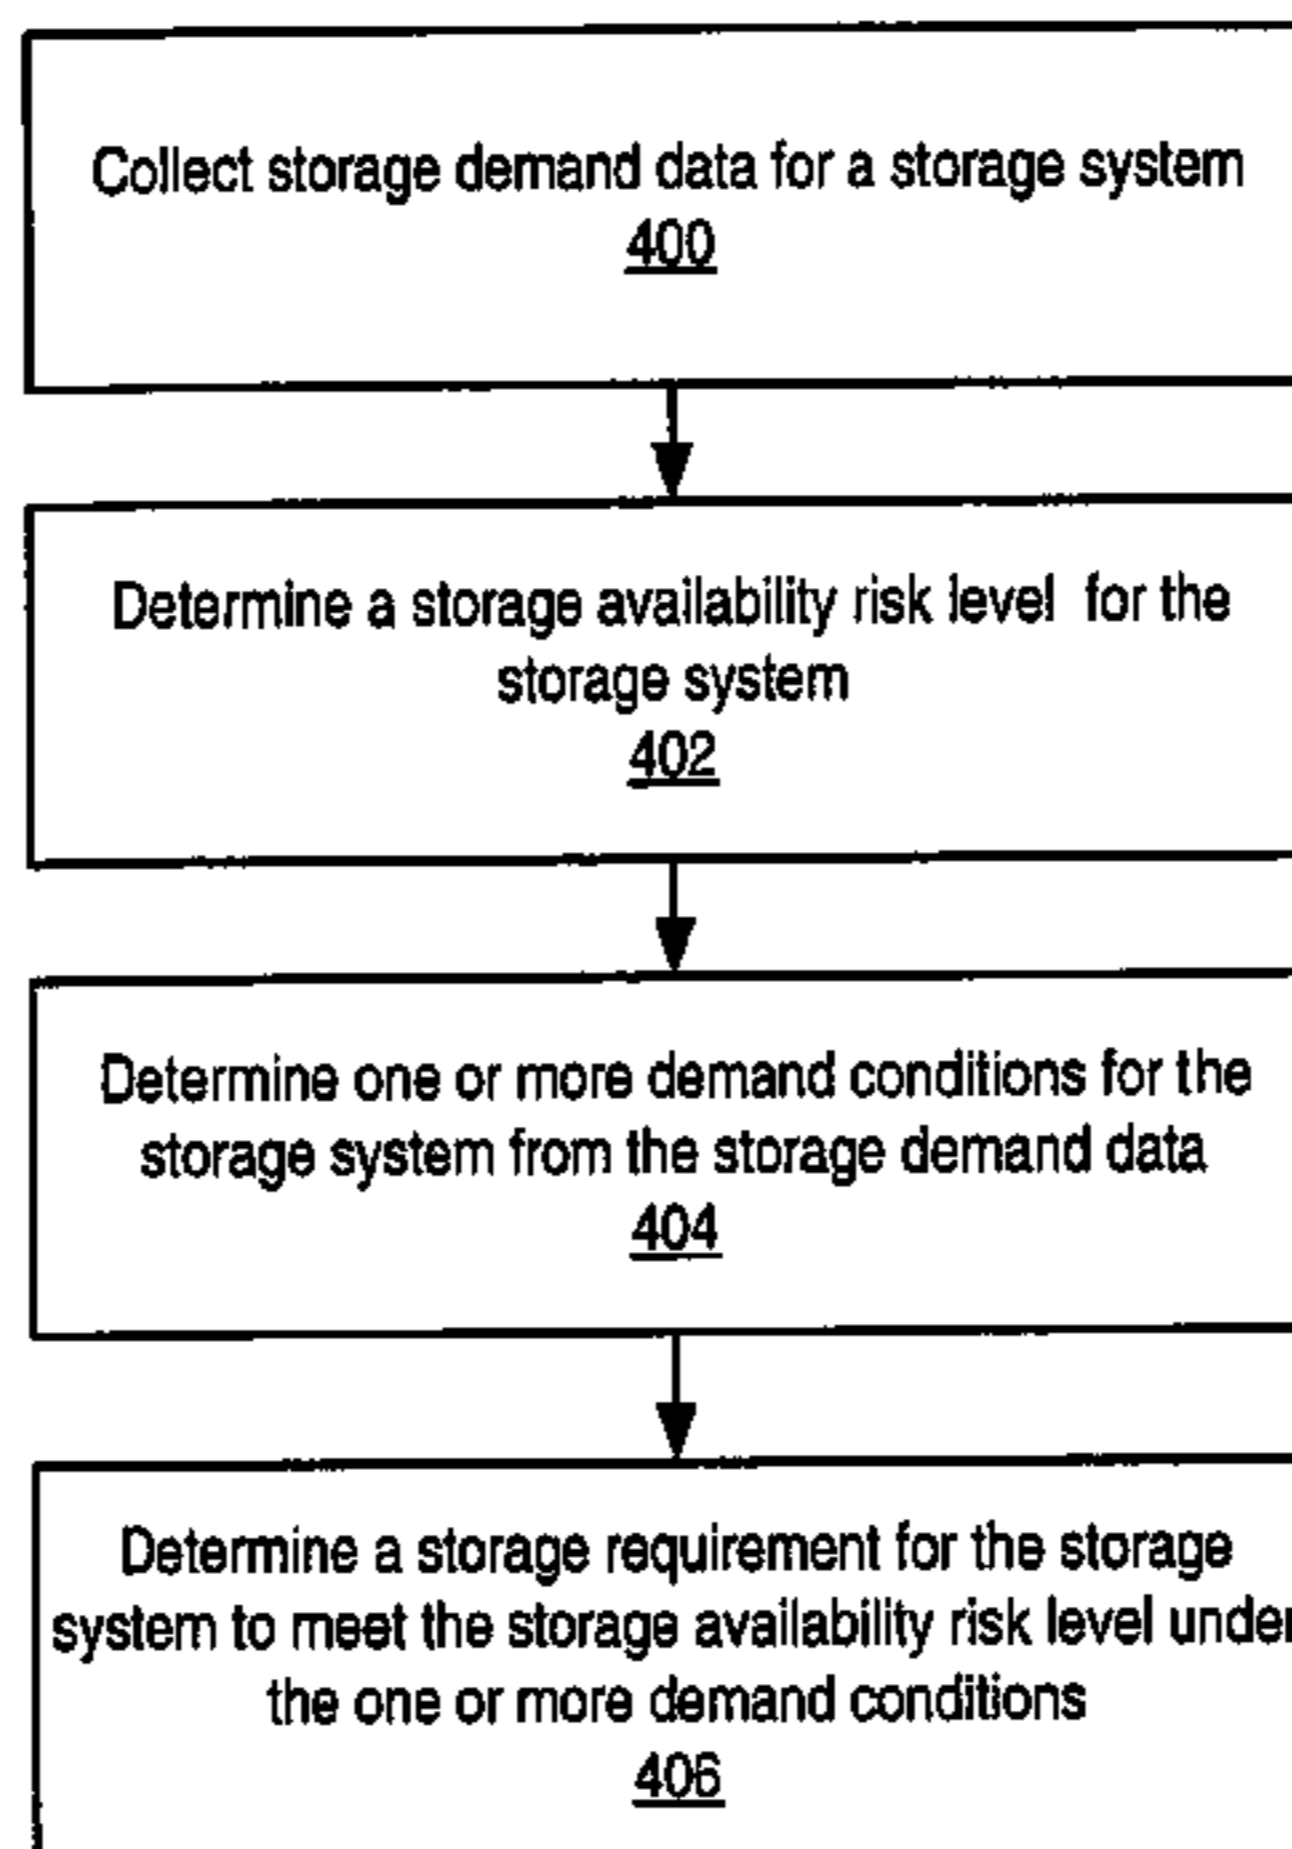 Collect storage demand data for a storage system
400
Determine a storage availability risk level for the
storage system
402
Determine one or more demand conditions for the
storage system from the storage demand data
404
Determine a storage requirement for the storage
system to meet the storage availability risk level under
the one or more demand conditions
406